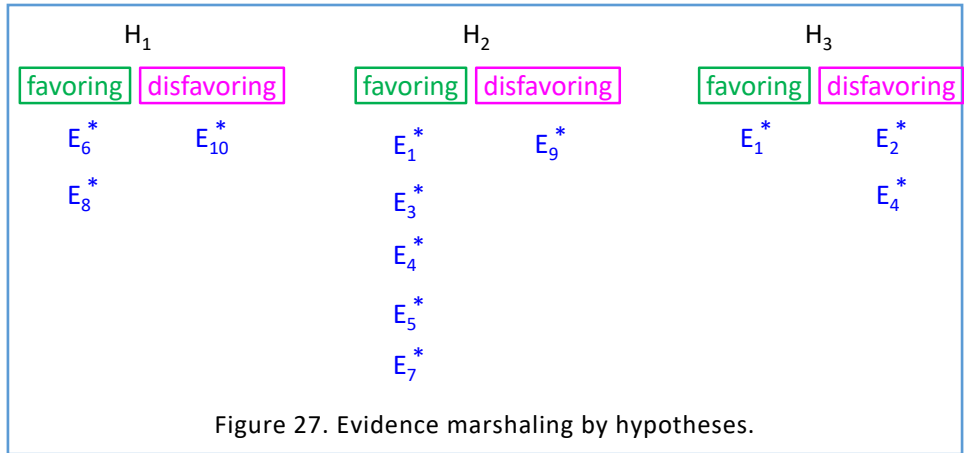 H₁ H₂ H₃
favoring disfavoring favoring disfavoring favoring disfavoring
E₆* E₁₀* E₁* E₉* E₁* E₂*
E₈* E₃* E₄*
E₄*
E₅*
E₇*
Figure 27. Evidence marshaling by hypotheses.